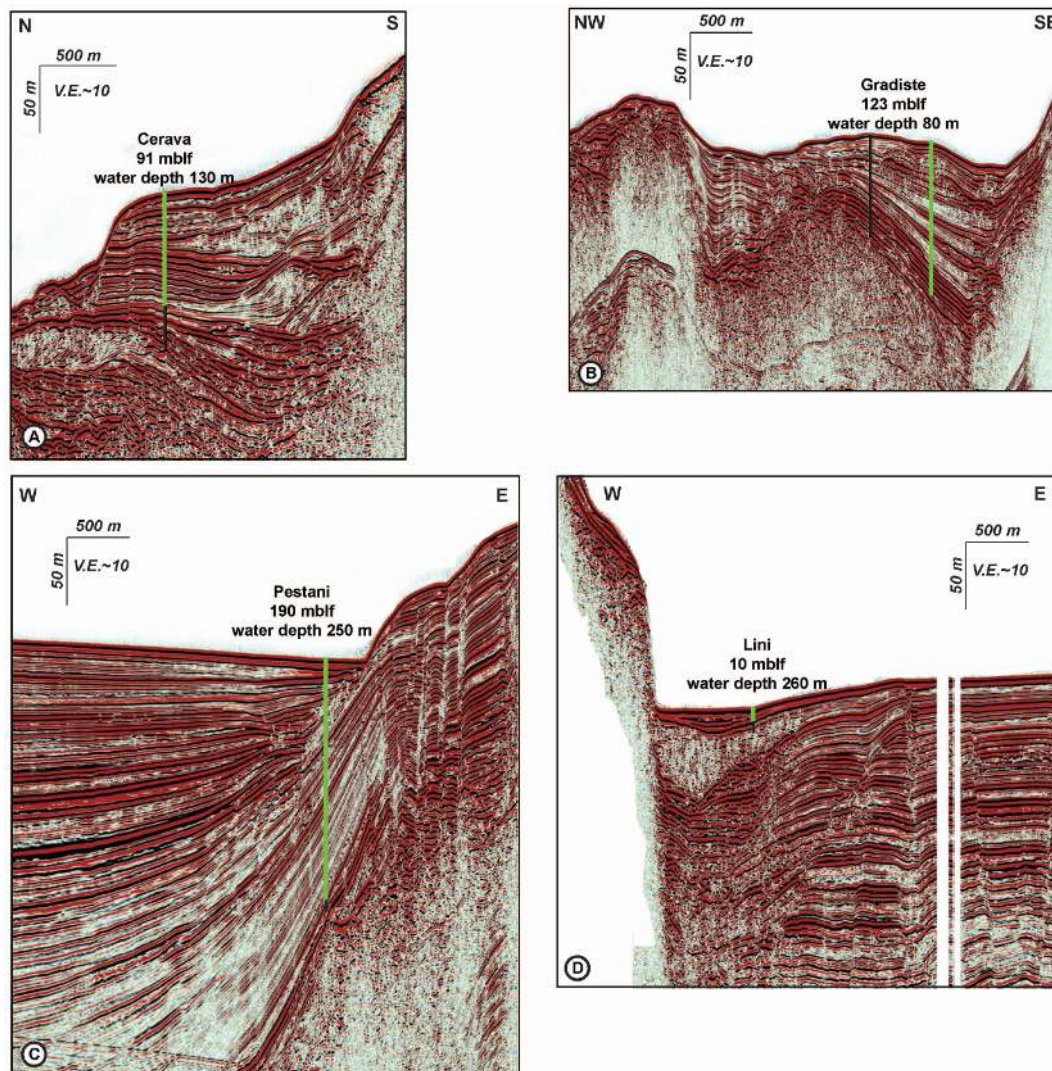 N
S
500 m
50 m
V.E.~10
Cerava
91 mblf
water depth 130 m
A
NW
SE
500 m
50 m
V.E.~10
Gradiste
123 mblf
water depth 80 m
B
W
E
500 m
50 m
V.E.~10
Pestani
190 mblf
water depth 250 m
C
W
E
500 m
50 m
V.E.~10
Lini
10 mblf
water depth 260 m
D